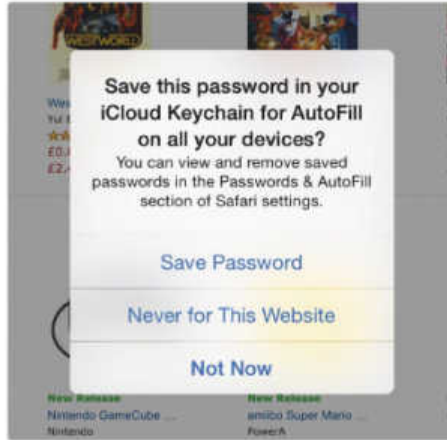 WESTWORLD
Save this password in your
iCloud Keychain for AutoFill
on all your devices?
You can view and remove saved
passwords in the Passwords & AutoFill
section of Safari settings.
Save Password
Never for This Website
Not Now
New Release
Nintendo GameCube ...
Nintendo
New Release
amiibo Super Mario ...
PowerA